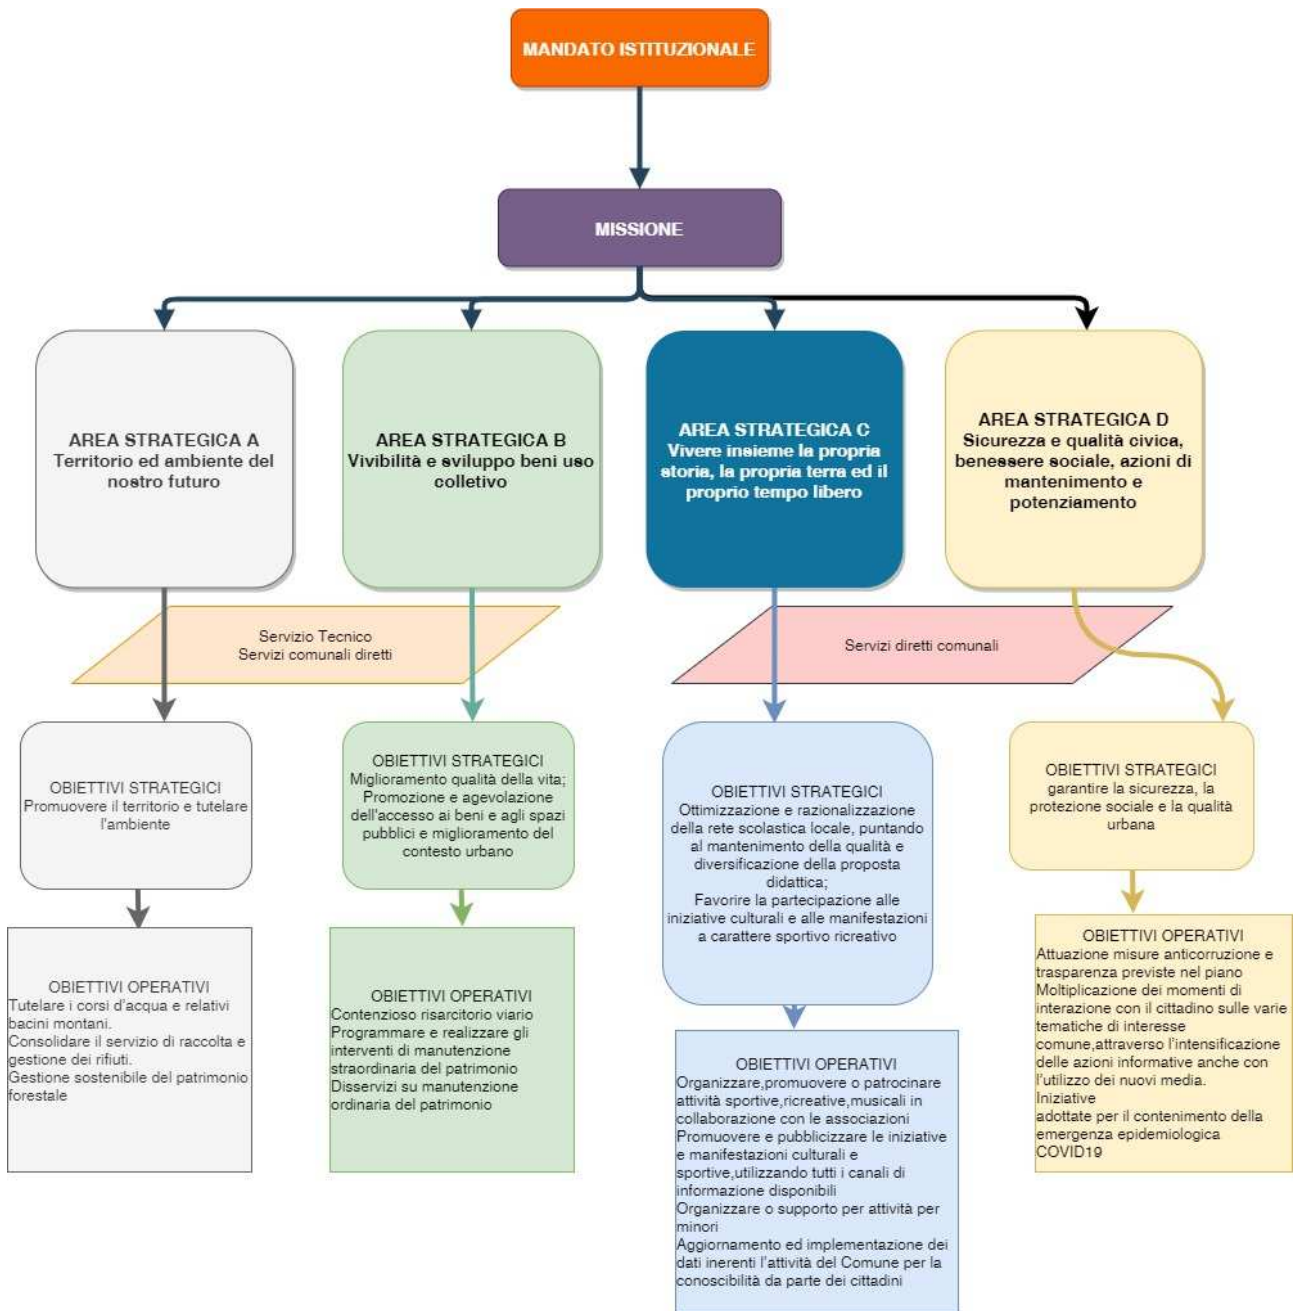 MANDATO ISTITUZIONALE
MISSIONE
AREA STRATEGICA A
Territorio ed ambiente del
nostro futuro
AREA STRATEGICA B
Vivibilità e sviluppo beni uso
colletivo
AREA STRATEGICA C
Vivere insieme la propria
storia, la propria terra ed il
proprio tempo libero
AREA STRATEGICA D
Sicurezza e qualità civica,
benessere sociale, azioni di
mantenimento e
potenziamento
Servizio Tecnico
Servizi comunali diretti
Servizi diretti comunali
OBIETTIVI STRATEGICI
Promuovere il territorio e tutelare
l'ambiente
OBIETTIVI STRATEGICI
Miglioramento qualità della vita;
Promozione e agevolazione
dell'accesso ai beni e agli spazi
pubblici e miglioramento del
contesto urbano
OBIETTIVI STRATEGICI
Ottimizzazione e razionalizzazione
della rete scolastica locale, puntando
al mantenimento della qualità e
diversificazione della proposta
didattica;
Favorire la partecipazione alle
iniziative culturali e alle manifestazioni
a carattere sportivo ricreativo
OBIETTIVI STRATEGICI
garantire la sicurezza, la
protezione sociale e la qualità
urbana
OBIETTIVI OPERATIVI
Tutelare i corsi d'acqua e relativi
bacini montani.
Consolidare il servizio di raccolta e
gestione dei rifiuti.
Gestione sostenibile del patrimonio
forestale
OBIETTIVI OPERATIVI
Contenzioso risarcitorio viario
Programmare e realizzare gli
interventi di manutenzione
straordinaria del patrimonio
Disservizi su manutenzione
ordinaria del patrimonio
OBIETTIVI OPERATIVI
Organizzare,promuovere o patrocinare
attività sportive,ricreative,musicali in
collaborazione con le associazioni
Promuovere e pubblicizzare le iniziative
e manifestazioni culturali e
sportive,utilizzando tutti i canali di
informazione disponibili
Organizzare o supporto per attività per
minori
Aggiornamento ed implementazione dei
dati inerenti l'attività del Comune per la
conoscibilità da parte dei cittadini
OBIETTIVI OPERATIVI
Attuazione misure anticorruzione e
trasparenza previste nel piano
Moltiplicazione dei momenti di
interazione con il cittadino sulle varie
tematiche di interesse
comune,attraverso l'intensificazione
delle azioni informative anche con
l'utilizzo dei nuovi media.
Iniziative
adottate per il contenimento della
emergenza epidemiologica
COVID19